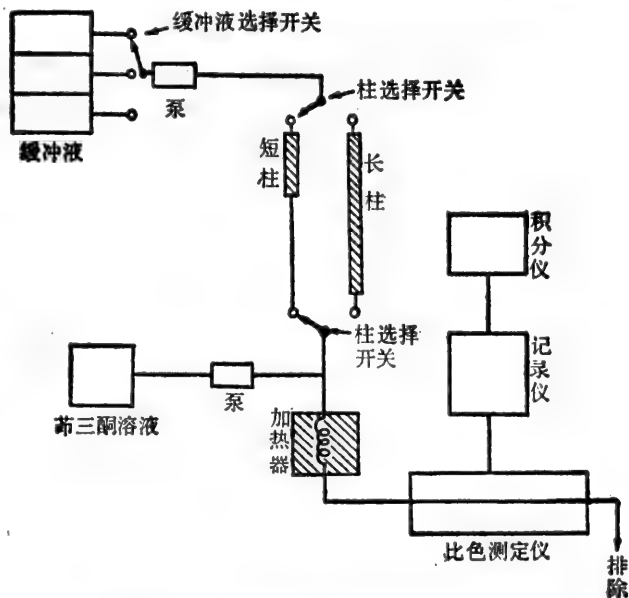 缓冲液选择开关
泵
缓冲液
柱选择开关
短柱
长柱
积分仪
柱选择
开关
记录仪
茚三酮溶液
泵
加热器
比色测定仪
排除